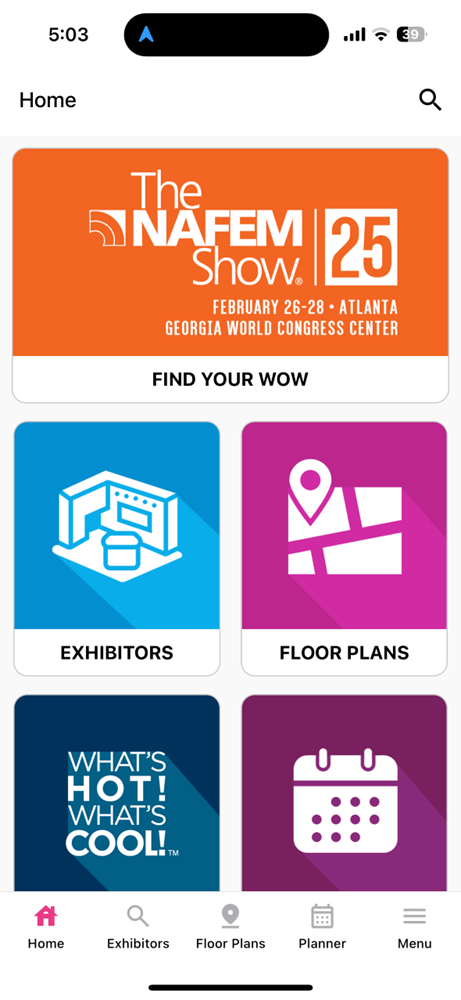 5:03
39
Home
The
NAFEM
Show®
25
FEBRUARY 26-28 • ATLANTA
GEORGIA WORLD CONGRESS CENTER
FIND YOUR WOW
EXHIBITORS
FLOOR PLANS
WHAT'S
HOT!
WHAT'S
COOL!™
Home
Exhibitors
Floor Plans
Planner
Menu